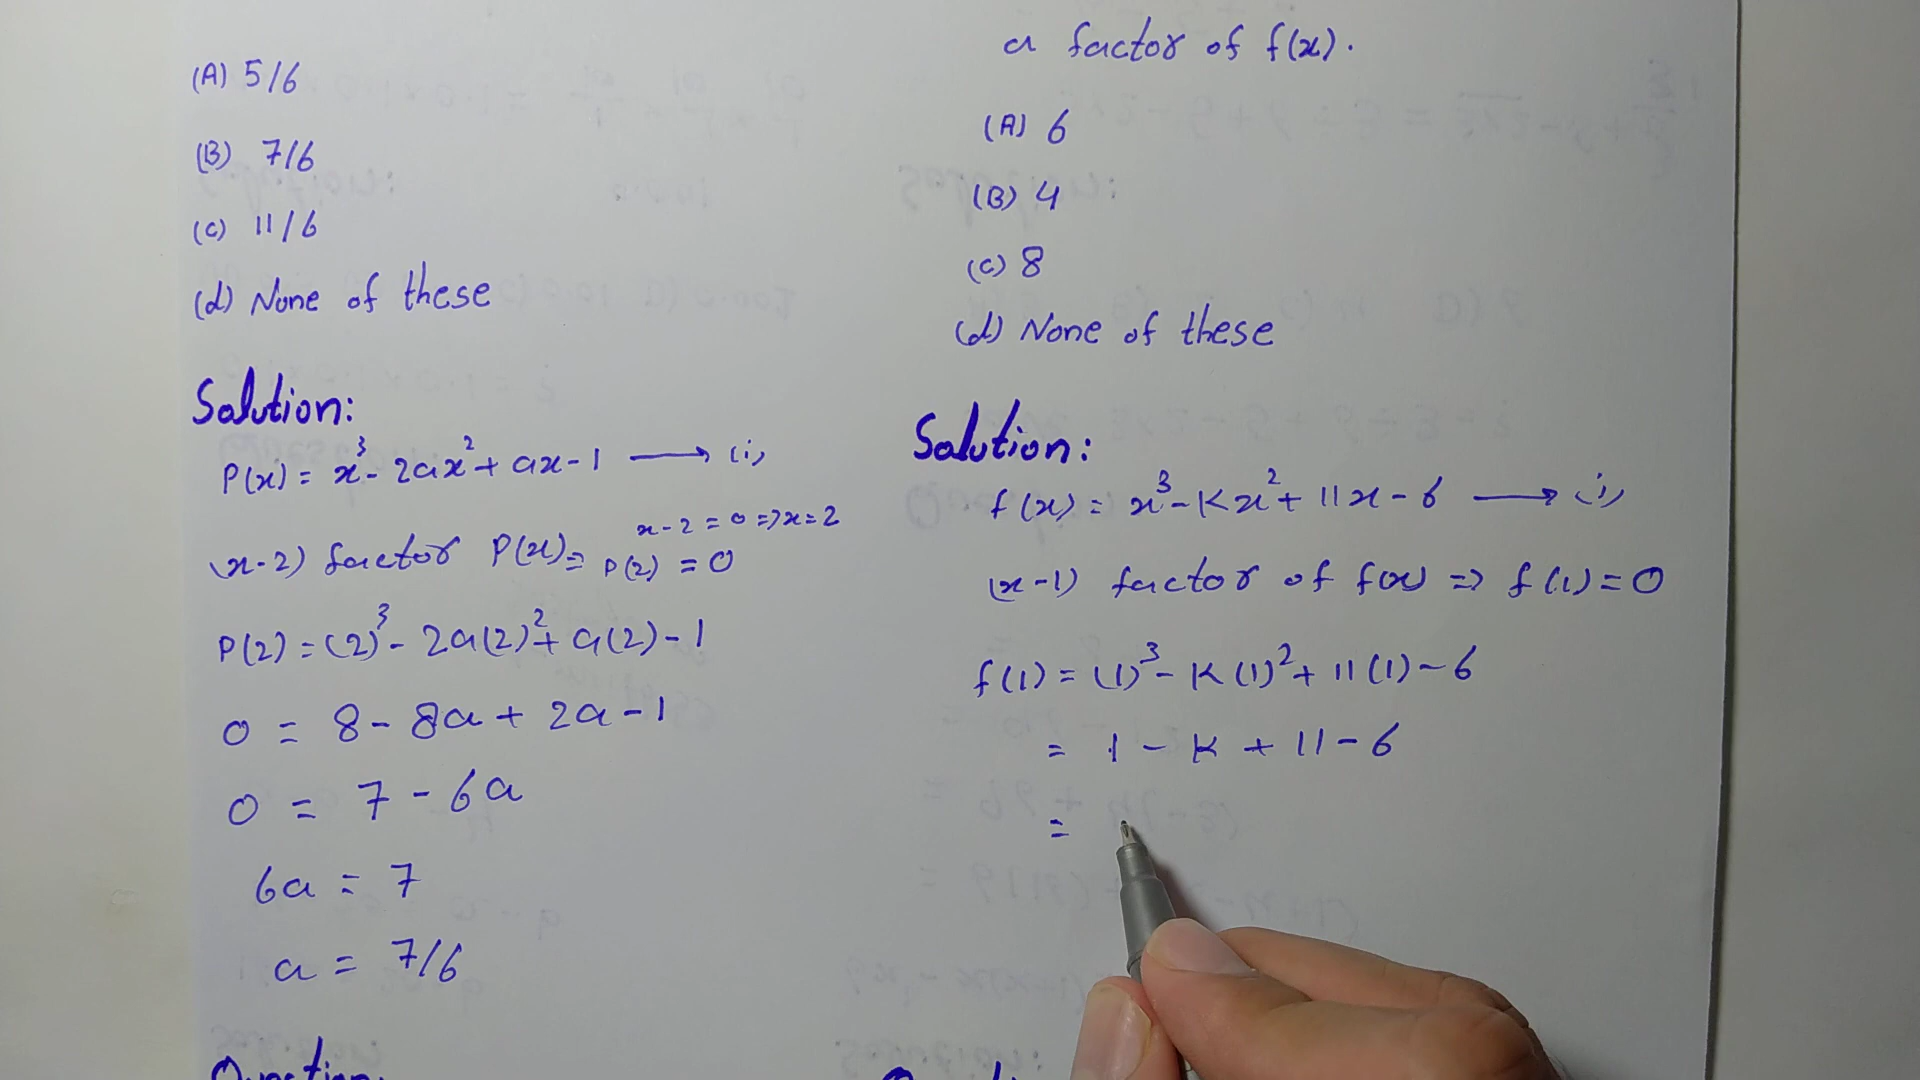 (A) 5/6
(B) 7/6
(C) 11/6
(d) None of these
Solution:
P(x) = x³ - 2ax² + ax - 1 ⟶ (i)
(x-2) factor P(x) = x-2 = 0 => x = 2
P(2) = 0
P(2) = (2)³ - 2a(2)² + a(2) - 1
0 = 8 - 8a + 2a - 1
0 = 7 - 6a
6a = 7
a = 7/6
Question:
a factor of f(x).
(A) 6
(B) 4
(C) 8
(d) None of these
Solution:
f(x) = x³ - Kx² + 11x - 6 ⟶ (i)
(x-1) factor of f(x) => f(1) = 0
f(1) = (1)³ - K(1)² + 11(1) - 6
= 1 - K + 11 - 6
=